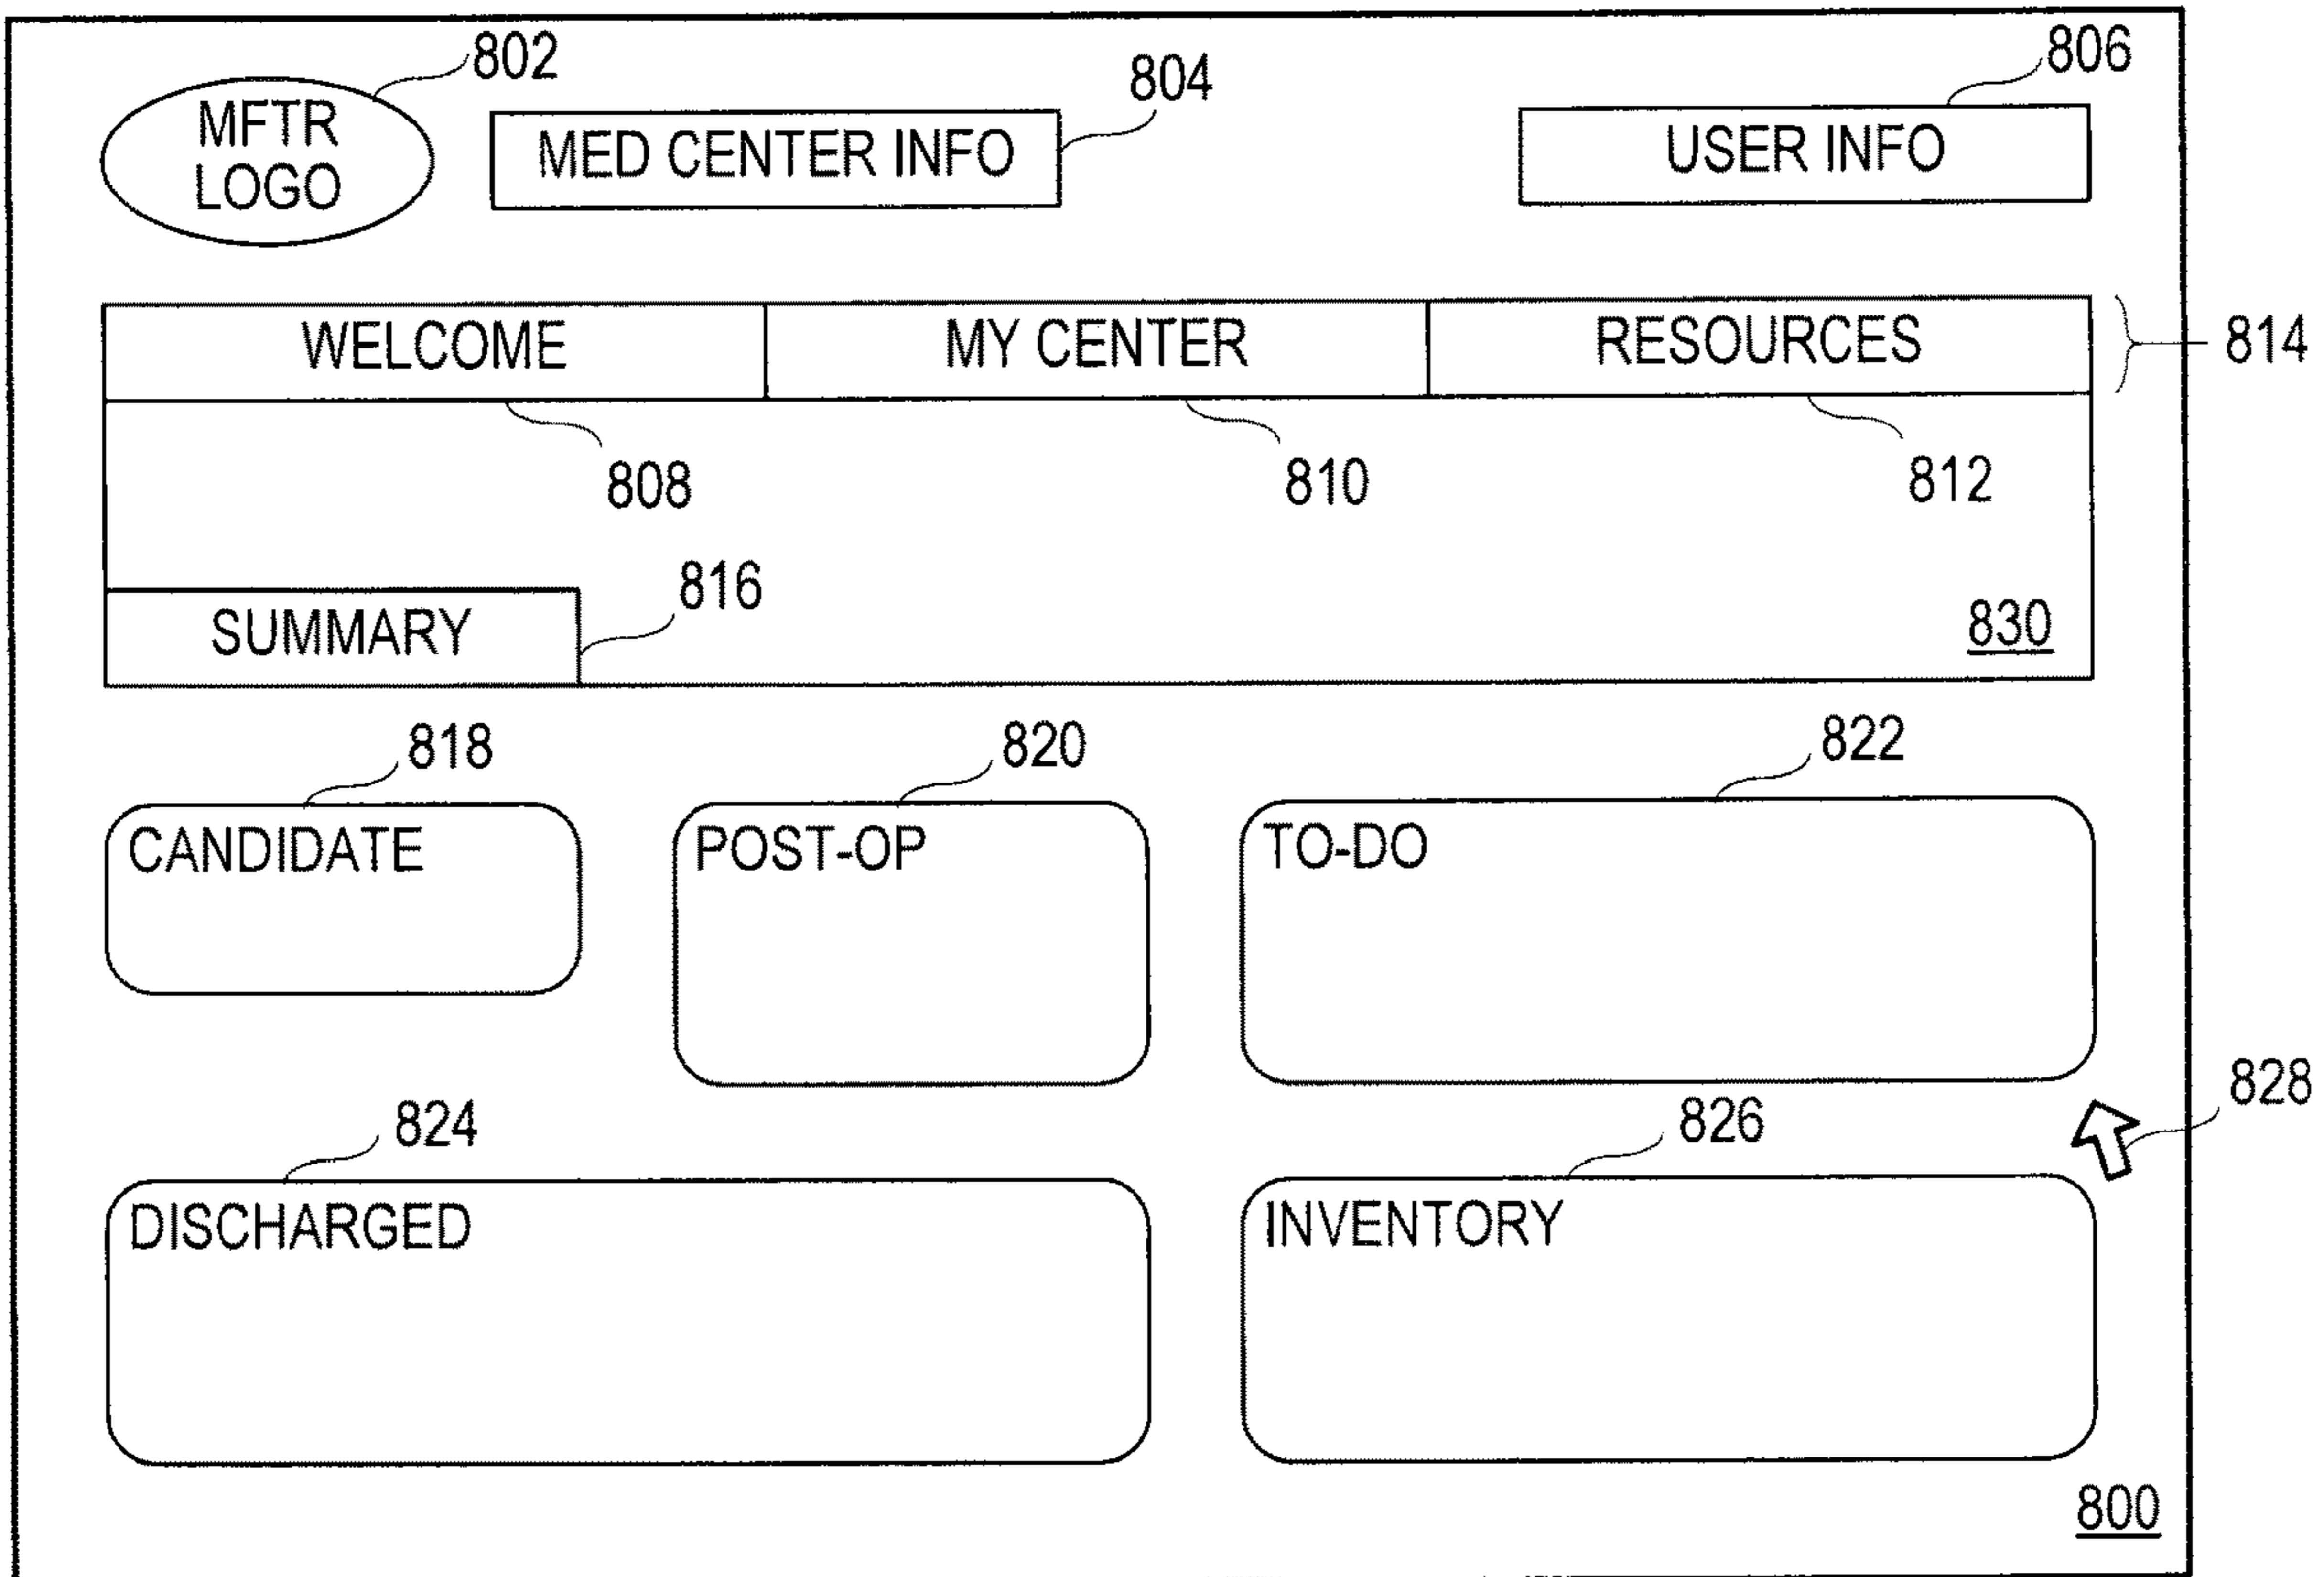 802
804
806
MFTR
LOGO
MED CENTER INFO
USER INFO
WELCOME
MY CENTER
RESOURCES
814
808
810
812
816
SUMMARY
830
818
820
822
CANDIDATE
POST-OP
TO-DO
828
824
826
DISCHARGED
INVENTORY
800